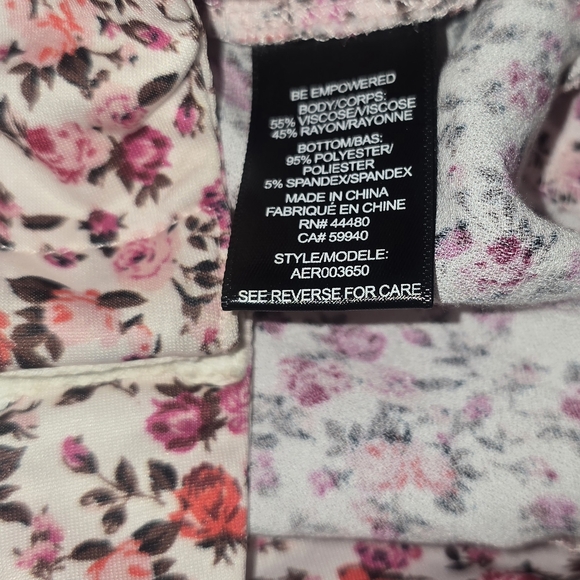 BE EMPOWERED
BODY/CORPS:
55% VISCOSE/VISCOSE
45% RAYON/RAYONNE
BOTTOM/BAS:
95% POLYESTER/
POLIESTER
5% SPANDEX/SPANDEX
MADE IN CHINA
FABRIQUÉ EN CHINE
RN# 44480
CA# 59940
STYLE/MODELE:
AER003650
SEE REVERSE FOR CARE